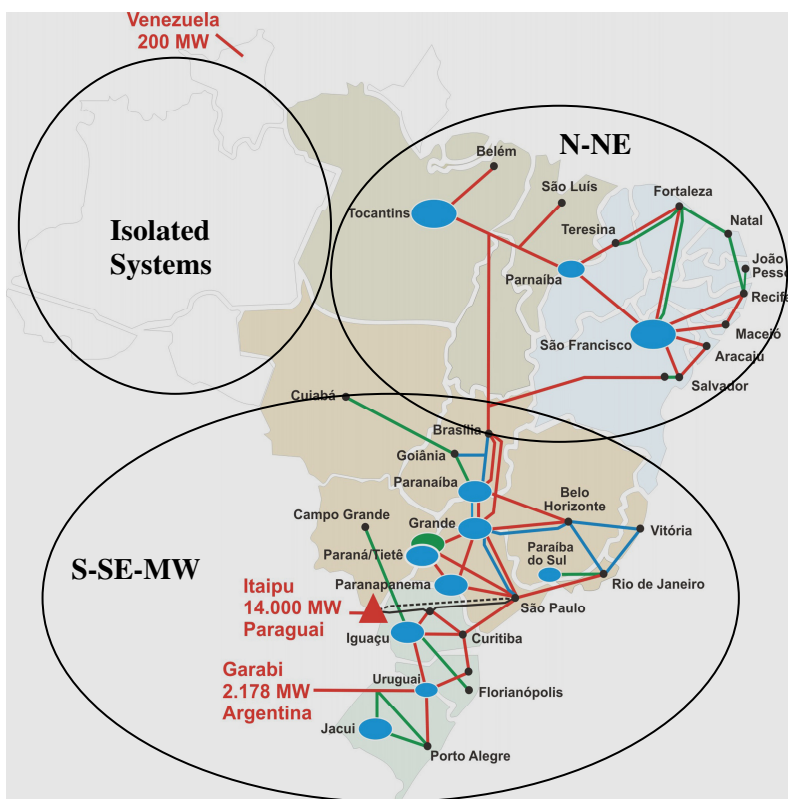 Venezuela
200 MW
N-NE
Belém
São Luís
Fortaleza
Tocantins
Teresina
Natal
Isolated
Systems
João
Pesso
Parnaíba
Recife
São Francisco
Maceió
Aracaju
Salvador
Cuiabá
Brasília
Goiânia
Paranaíba
Belo
Horizonte
Campo Grande
Grande
Vitória
S-SE-MW
Paraná/Tietê
Paraíba
do Sul
Paranapanema
Rio de Janeiro
Itaipu
14.000 MW
Paraguai
São Paulo
Iguaçu
Curitiba
Garabi
2.178 MW
Argentina
Uruguai
Florianópolis
Jacui
Porto Alegre